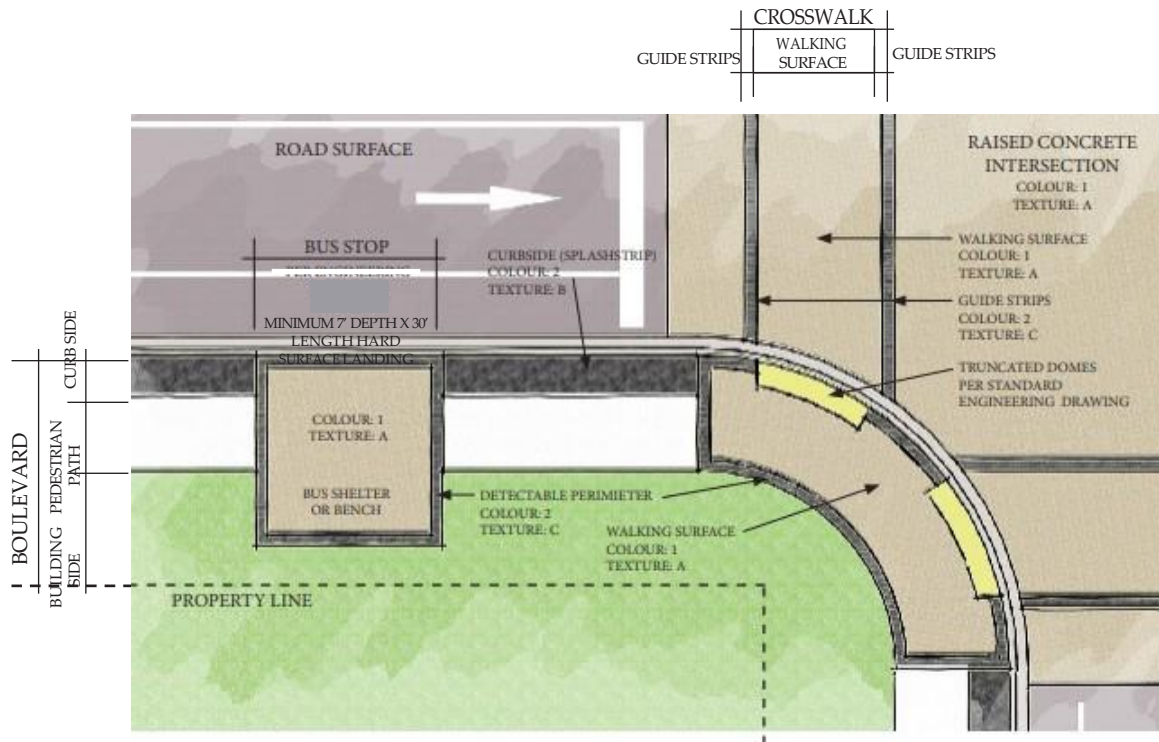 CROSSWALK
GUIDE STRIPS
WALKING
SURFACE
GUIDE STRIPS
ROAD SURFACE
RAISED CONCRETE
INTERSECTION
COLOUR: 1
TEXTURE: A
BUS STOP
CURBSIDE (SPLASHSTRIP)
COLOUR: 2
TEXTURE: B
WALKING SURFACE
COLOUR: 1
TEXTURE: A
GUIDE STRIPS
COLOUR: 2
TEXTURE: C
MINIMUM 7' DEPTH X 30'
LENGTH HARD
SURFACE LANDING
TRUNCATED DOMES
PER STANDARD
ENGINEERING DRAWING
BOULEVARD
CURB SIDE
PEDESTRIAN
PATH
BUILDING
SIDE
COLOUR: 1
TEXTURE: A
BUS SHELTER
OR BENCH
DETECTABLE PERIMIETER
COLOUR: 2
TEXTURE: C
WALKING SURFACE
COLOUR: 1
TEXTURE: A
PROPERTY LINE